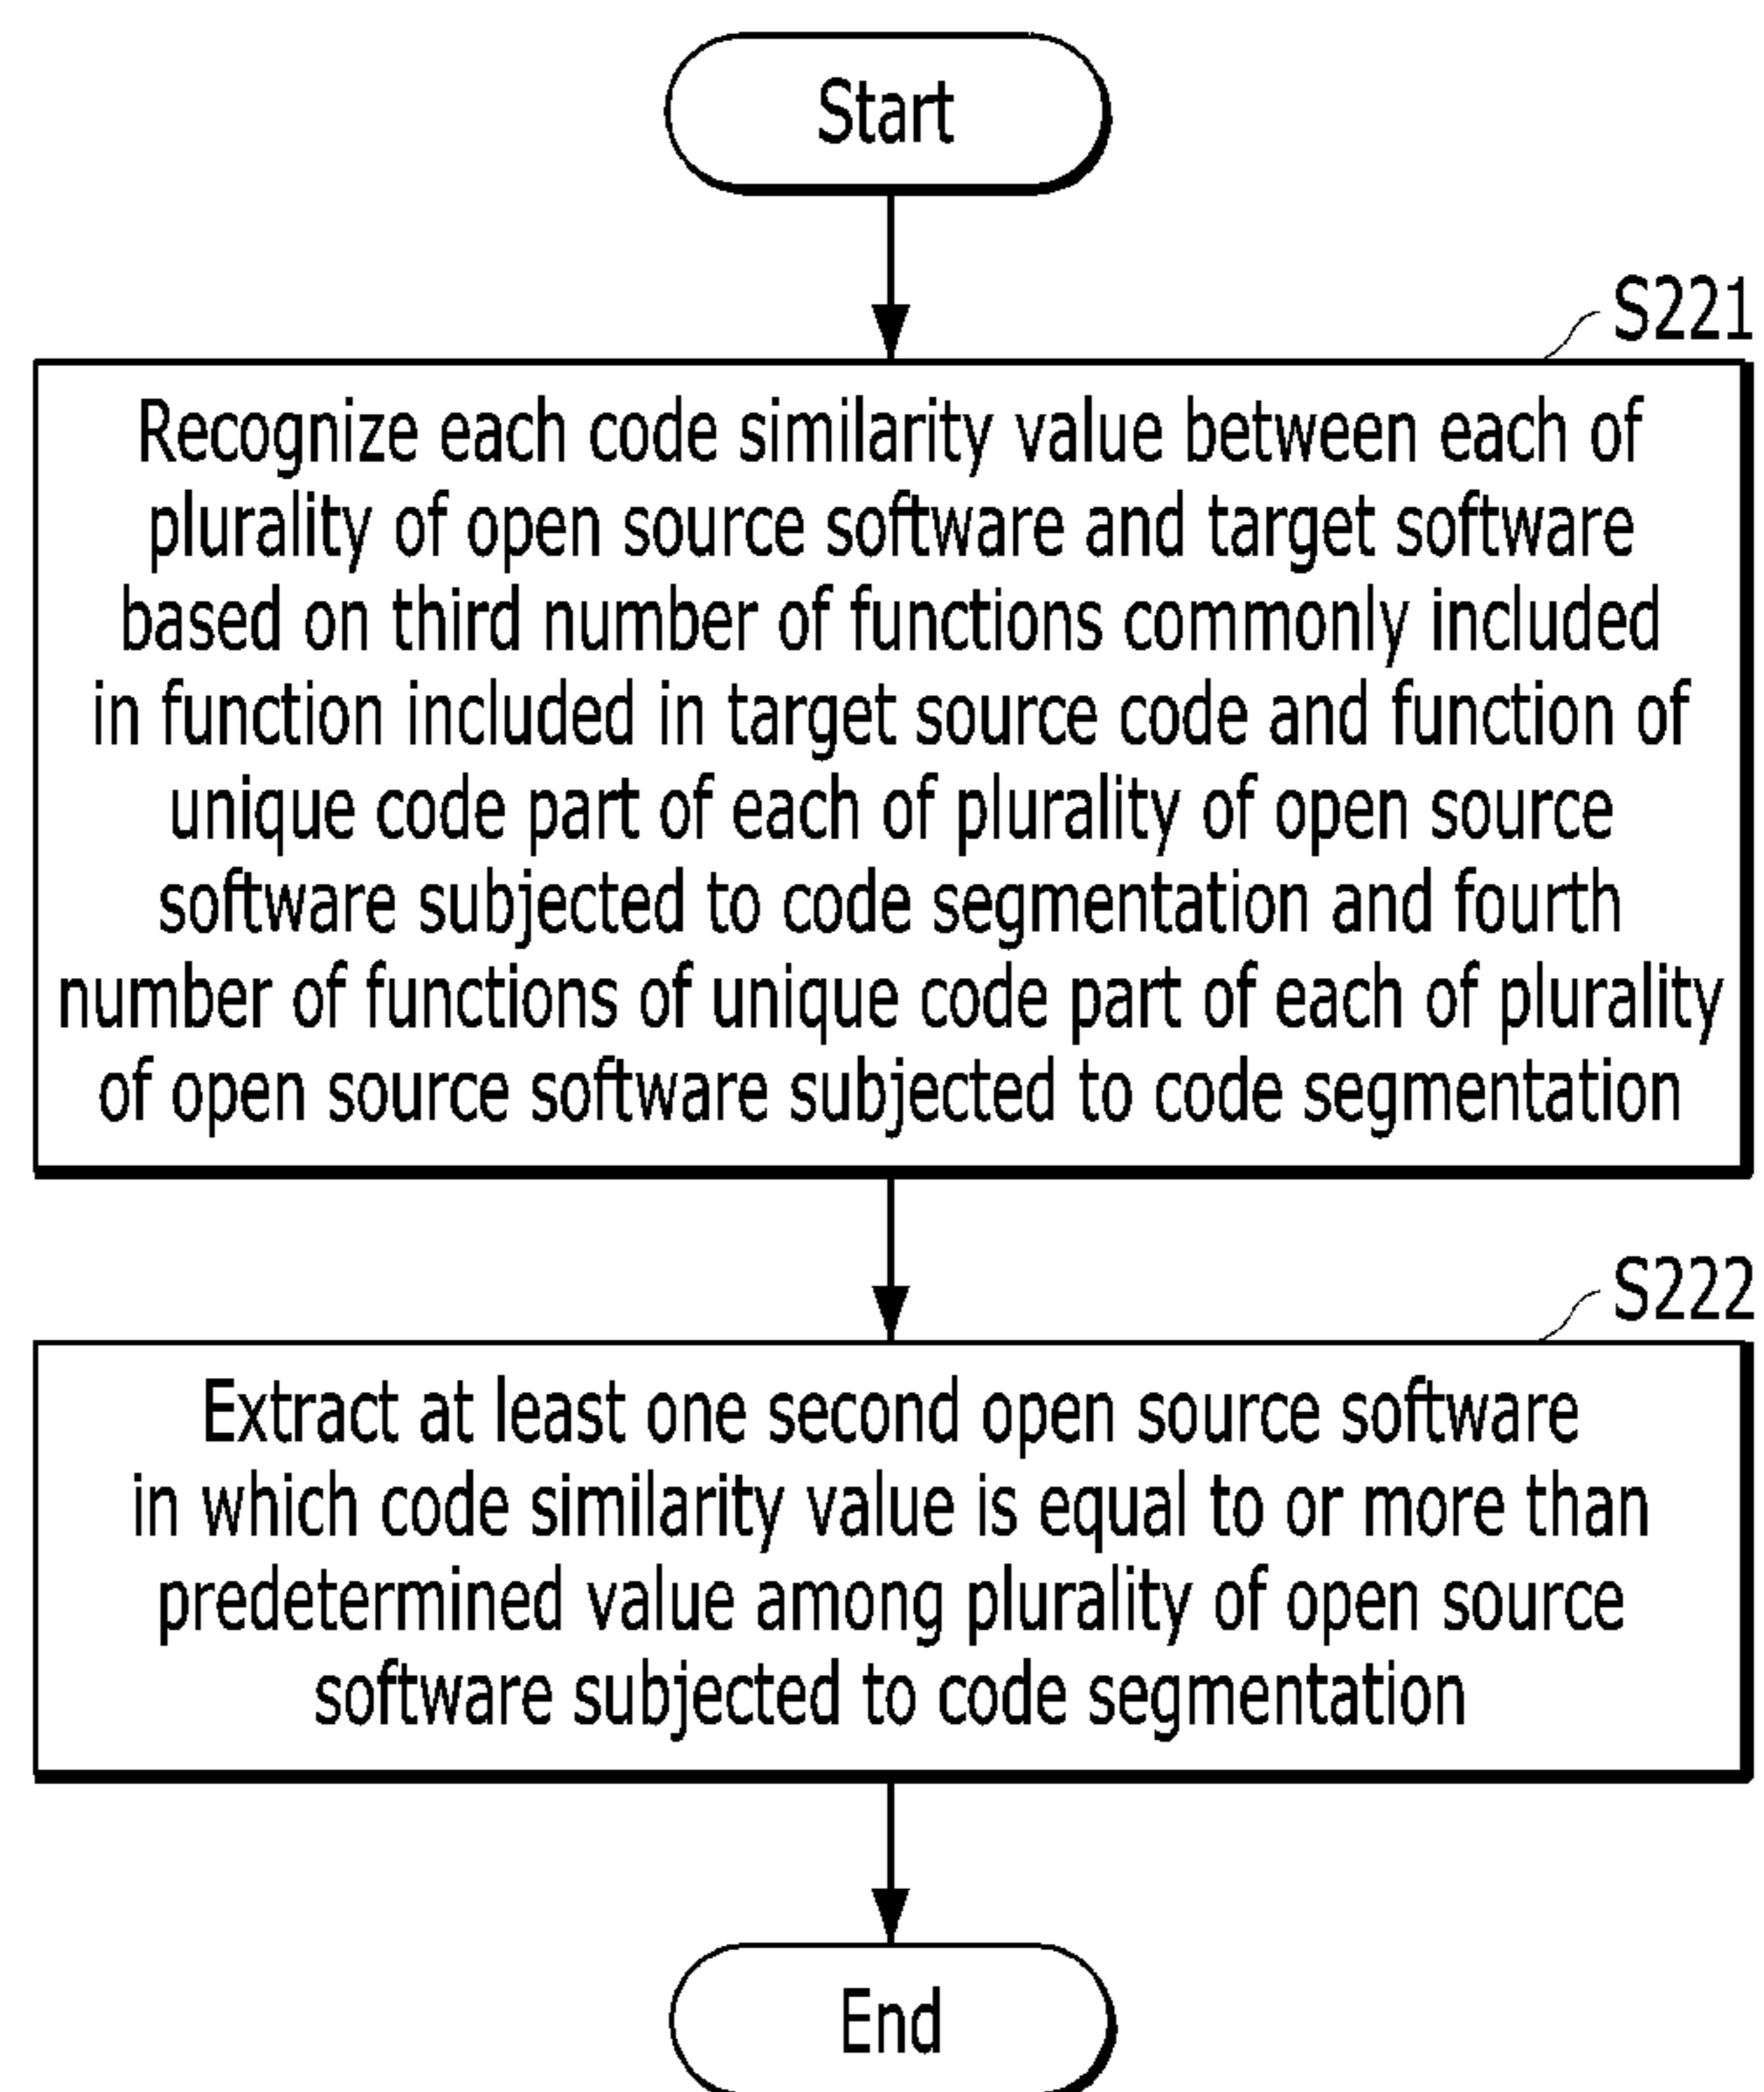 Start
S221
Recognize each code similarity value between each of
plurality of open source software and target software
based on third number of functions commonly included
in function included in target source code and function of
unique code part of each of plurality of open source
software subjected to code segmentation and fourth
number of functions of unique code part of each of plurality
of open source software subjected to code segmentation
S222
Extract at least one second open source software
in which code similarity value is equal to or more than
predetermined value among plurality of open source
software subjected to code segmentation
End